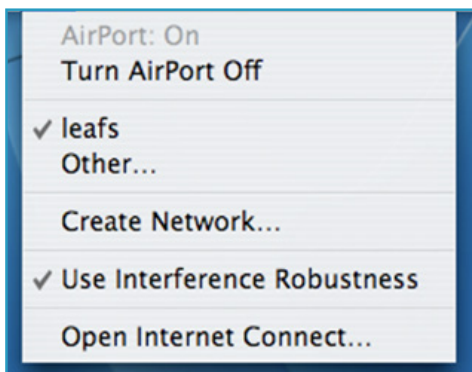 AirPort: On
Turn AirPort Off
leafs
Other...
Create Network...
Use Interference Robustness
Open Internet Connect...